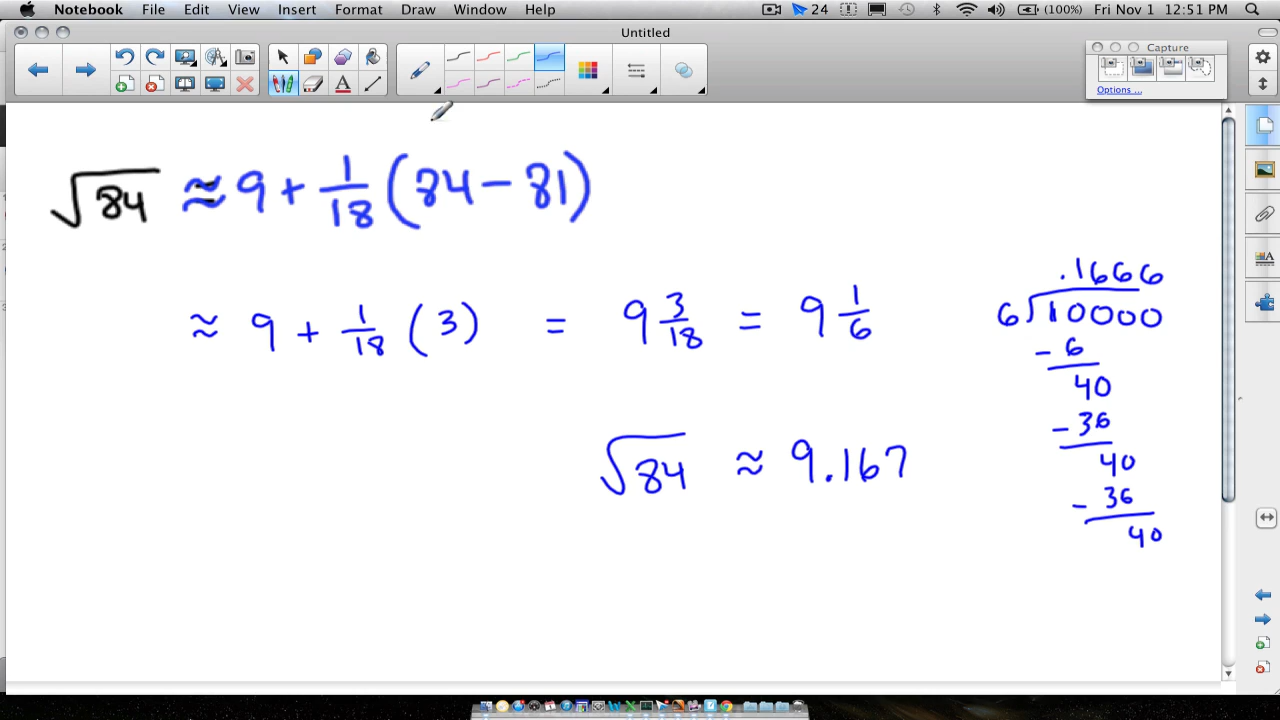 Notebook File Edit View Insert Format Draw Window Help 24 (100%) Fri Nov 1 12:51 PM
Untitled
Capture
Options ...
√84 ≈ 9 + 1/18 (84 − 81)
≈ 9 + 1/18 (3) = 9 3/18 = 9 1/6
√84 ≈ 9.167
.1666
6 10000
- 6
40
- 36
40
- 36
40